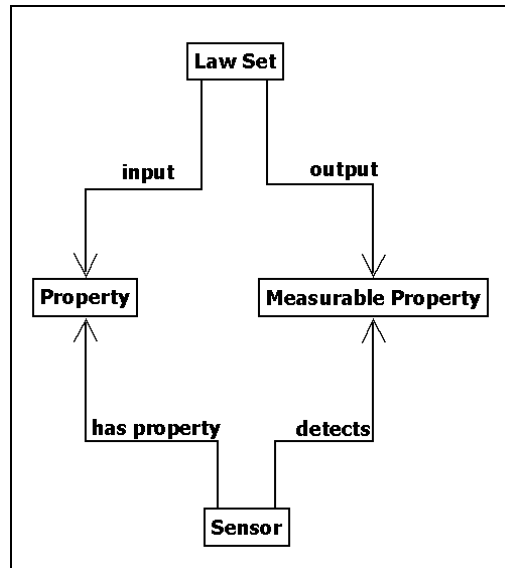 Law Set
input
output
Property
Measurable Property
has property
detects
Sensor